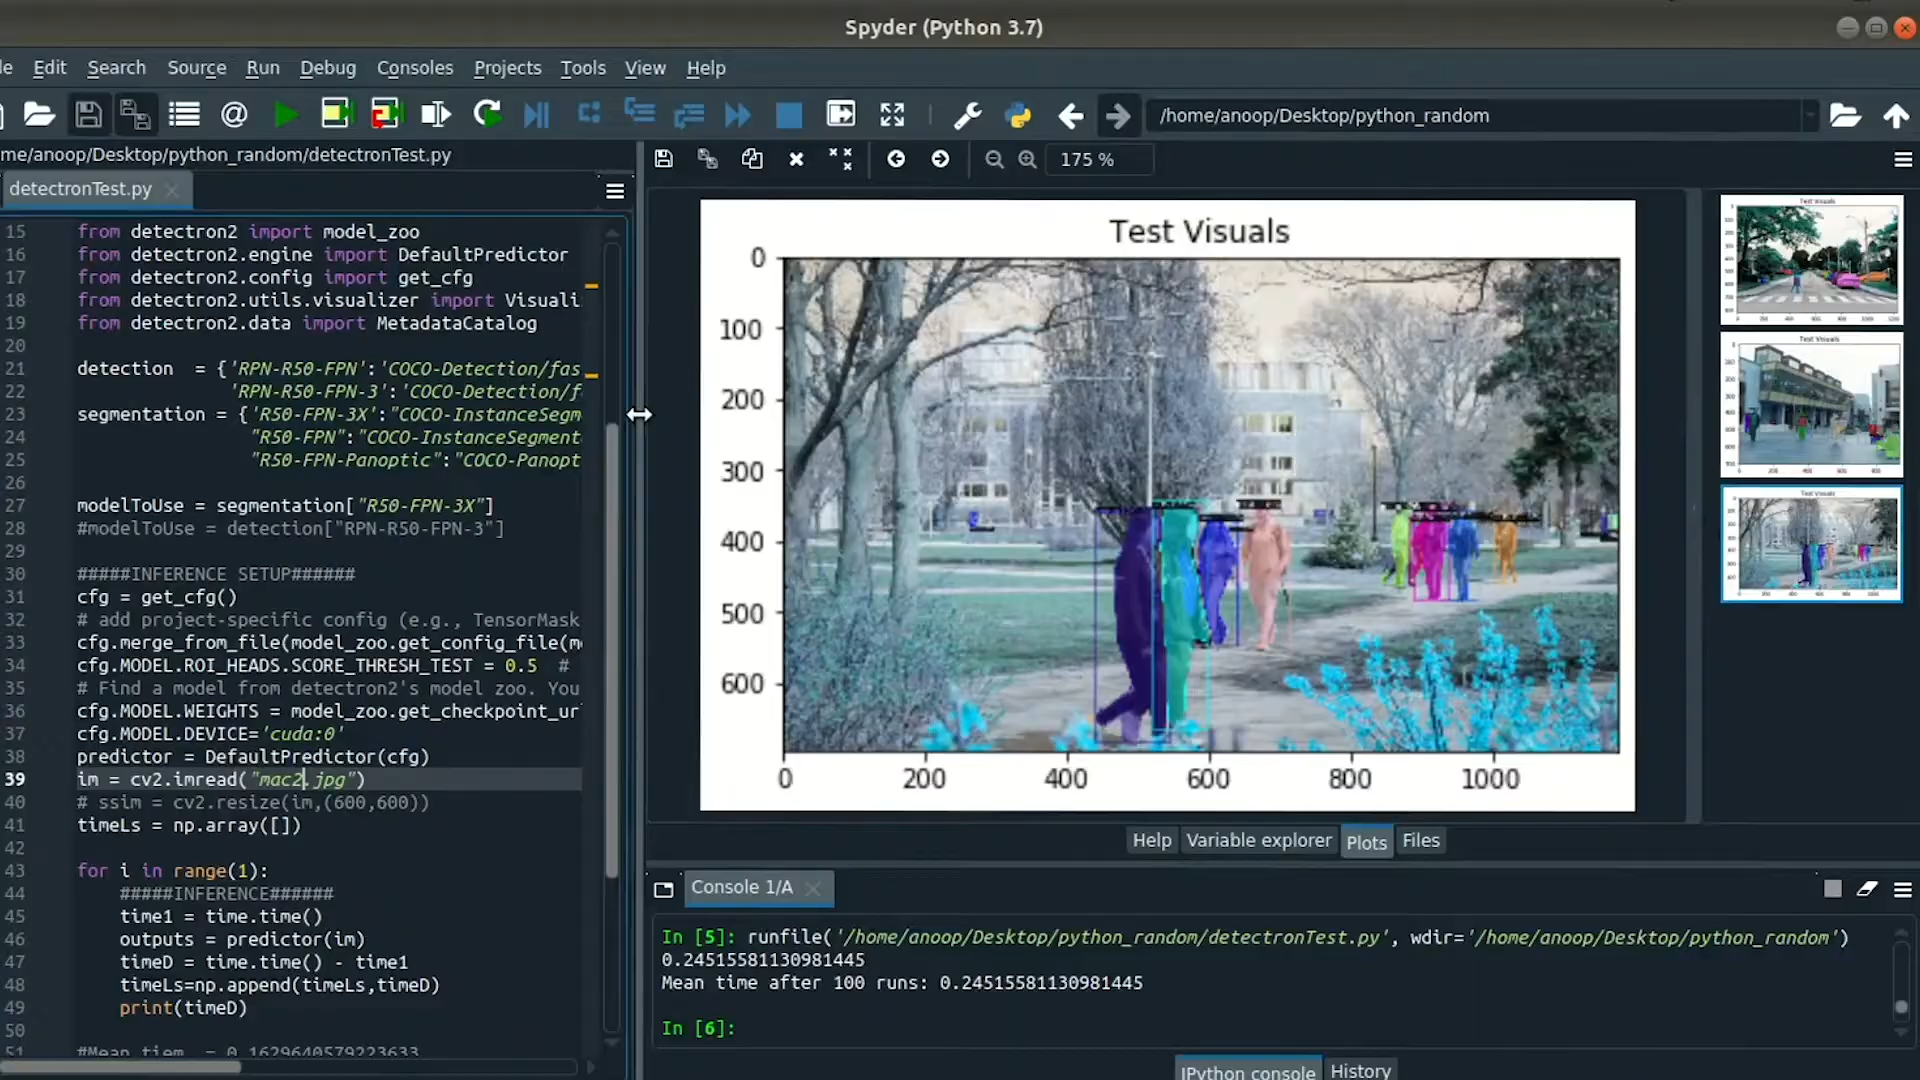 Spyder (Python 3.7)
le Edit Search Source Run Debug Consoles Projects Tools View Help
/home/anoop/Desktop/python_random
me/anoop/Desktop/python_random/detectronTest.py
detectronTest.py
15 from detectron2 import model_zoo
16 from detectron2.engine import DefaultPredictor
17 from detectron2.config import get_cfg
18 from detectron2.utils.visualizer import Visuali
19 from detectron2.data import MetadataCatalog
20
21 detection  = {'RPN-R50-FPN':'COCO-Detection/fas
22 'RPN-R50-FPN-3':'COCO-Detection/f
23 segmentation = {'R50-FPN-3X':"COCO-InstanceSegm
24 "R50-FPN":"COCO-InstanceSegment
25 "R50-FPN-Panoptic":"COCO-Panopt
26
27 modelToUse = segmentation["R50-FPN-3X"]
28 #modelToUse = detection["RPN-R50-FPN-3"]
29
30 #####INFERENCE SETUP######
31 cfg = get_cfg()
32 # add project-specific config (e.g., TensorMask
33 cfg.merge_from_file(model_zoo.get_config_file(m
34 cfg.MODEL.ROI_HEADS.SCORE_THRESH_TEST = 0.5  #
35 # Find a model from detectron2's model zoo. You
36 cfg.MODEL.WEIGHTS = model_zoo.get_checkpoint_ur
37 cfg.MODEL.DEVICE='cuda:0'
38 predictor = DefaultPredictor(cfg)
39 im = cv2.imread("mac2.jpg")
40 # ssim = cv2.resize(im,(600,600))
41 timeLs = np.array([])
42
43 for i in range(1):
44 #####INFERENCE######
45 time1 = time.time()
46 outputs = predictor(im)
47 timeD = time.time() - time1
48 timeLs=np.append(timeLs,timeD)
49 print(timeD)
50
51 #Mean tiem  = 0.1629640579223633
175 %
Test Visuals
0
100
200
300
400
500
600
0 200 400 600 800 1000
Test Visuals
Test Visuals
Test Visuals
Help Variable explorer Plots Files
Console 1/A
In [5]: runfile('/home/anoop/Desktop/python_random/detectronTest.py', wdir='/home/anoop/Desktop/python_random')
0.24515581130981445
Mean time after 100 runs: 0.24515581130981445
In [6]:
IPython console History